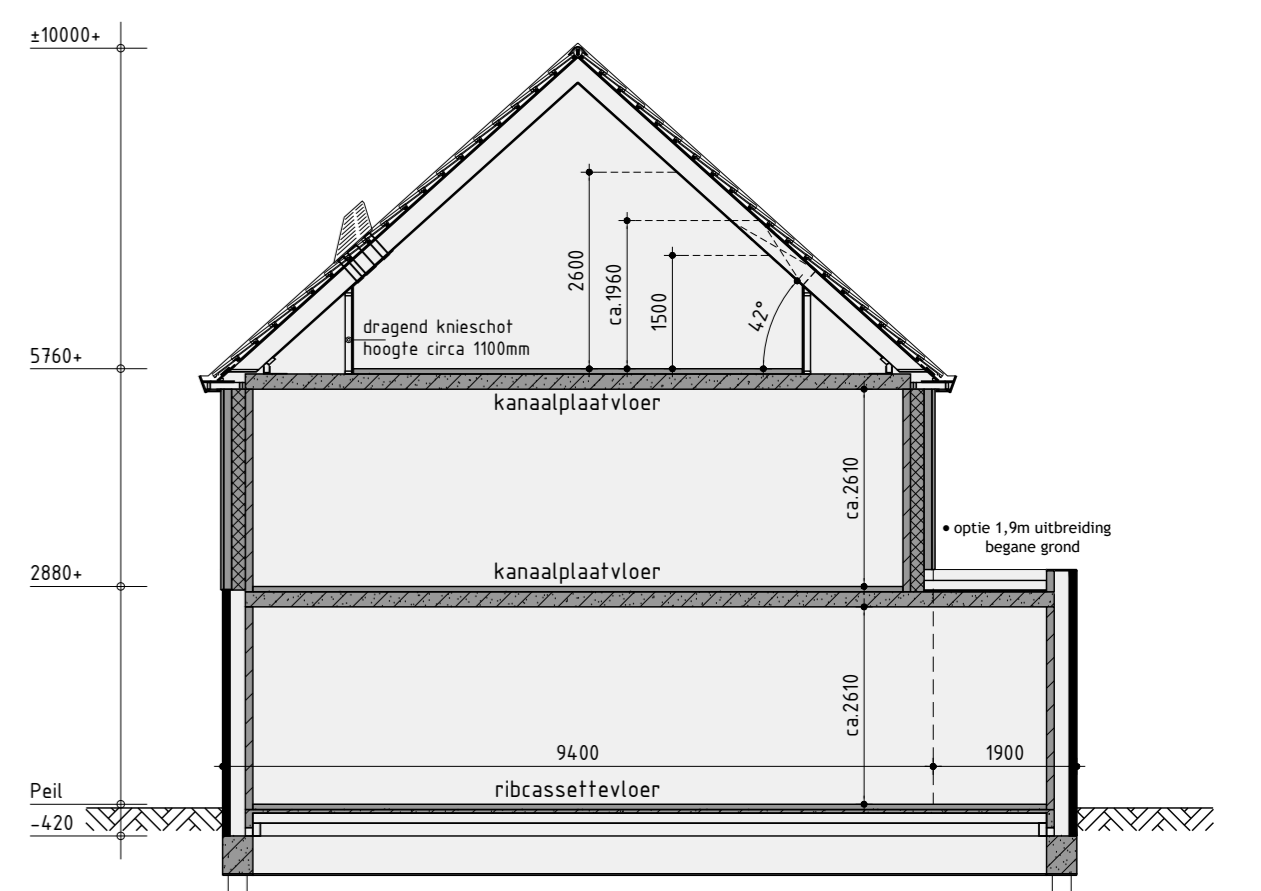 ±10000+
2600
ca.1960
1500
42°
dragend knieschot
hoogte circa 1100mm
5760+
kanaalplaatvloer
ca.2610
• optie 1,9m uitbreiding
begane grond
kanaalplaatvloer
2880+
ca.2610
9400
1900
Peil
ribcassettevloer
-420